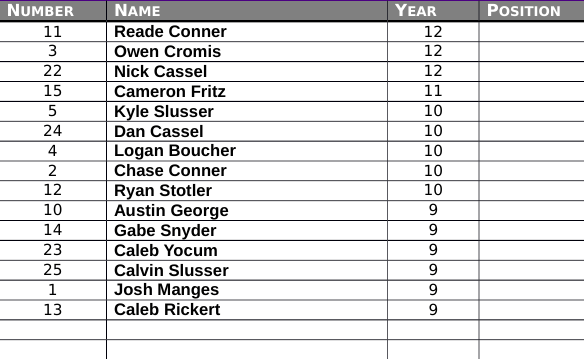 NUMBER NAME YEAR POSITION
11 Reade Conner 12
3 Owen Cromis 12
22 Nick Cassel 12
15 Cameron Fritz 11
5 Kyle Slusser 10
24 Dan Cassel 10
4 Logan Boucher 10
2 Chase Conner 10
12 Ryan Stotler 10
10 Austin George 9
14 Gabe Snyder 9
23 Caleb Yocum 9
25 Calvin Slusser 9
1 Josh Manges 9
13 Caleb Rickert 9